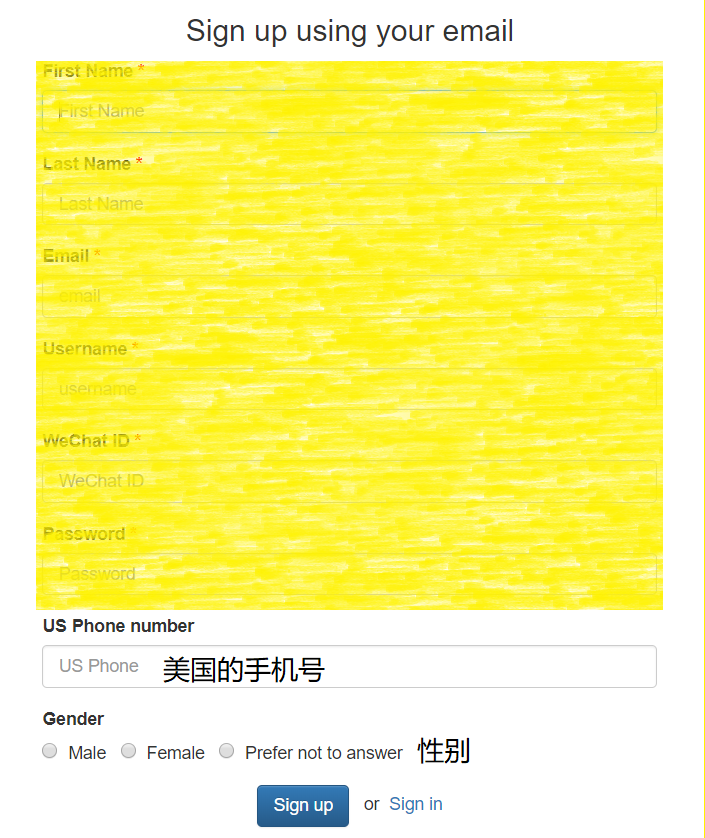 Sign up using your email
First Name *
First Name
Last Name *
Last Name
Email *
email
Username *
username
WeChat ID *
WeChat ID
Password *
Password
US Phone number
US Phone 美国的手机号
Gender
Male Female Prefer not to answer 性别
Sign up or Sign in